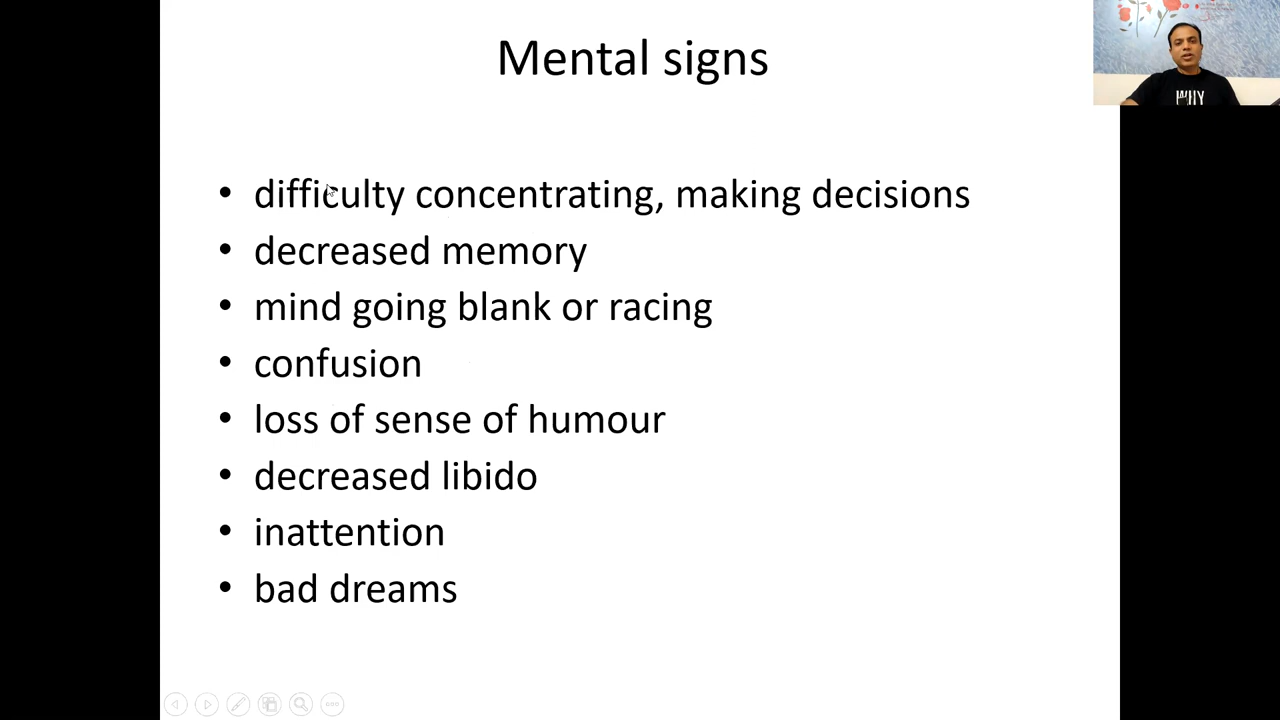 Mental signs
• difficulty concentrating, making decisions
• decreased memory
• mind going blank or racing
• confusion
• loss of sense of humour
• decreased libido
• inattention
• bad dreams